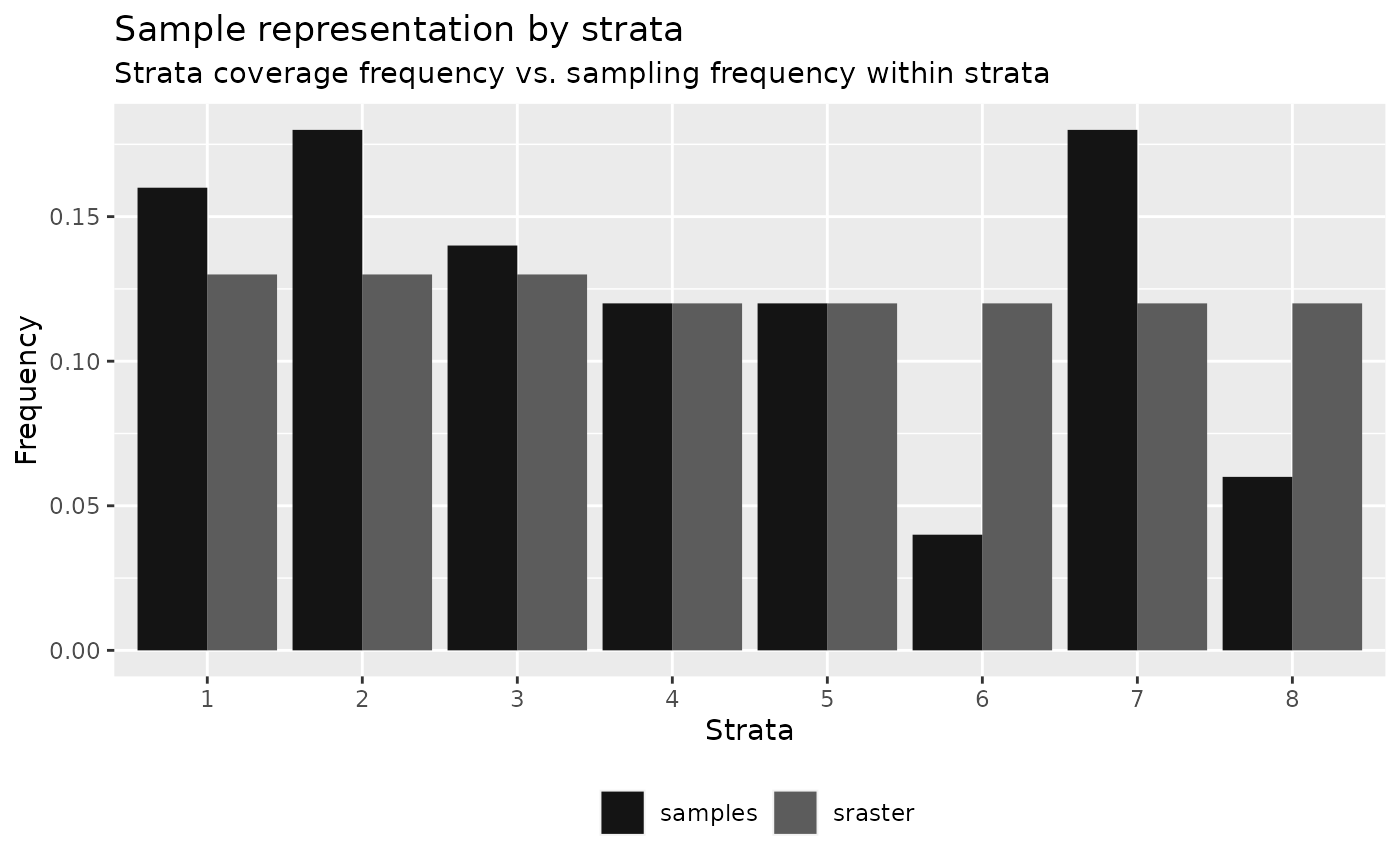 Sample representation by strata
Strata coverage frequency vs. sampling frequency within strata
Frequency
0.15
0.10
0.05
0.00
1 2 3 4 5 6 7 8
Strata
samples sraster